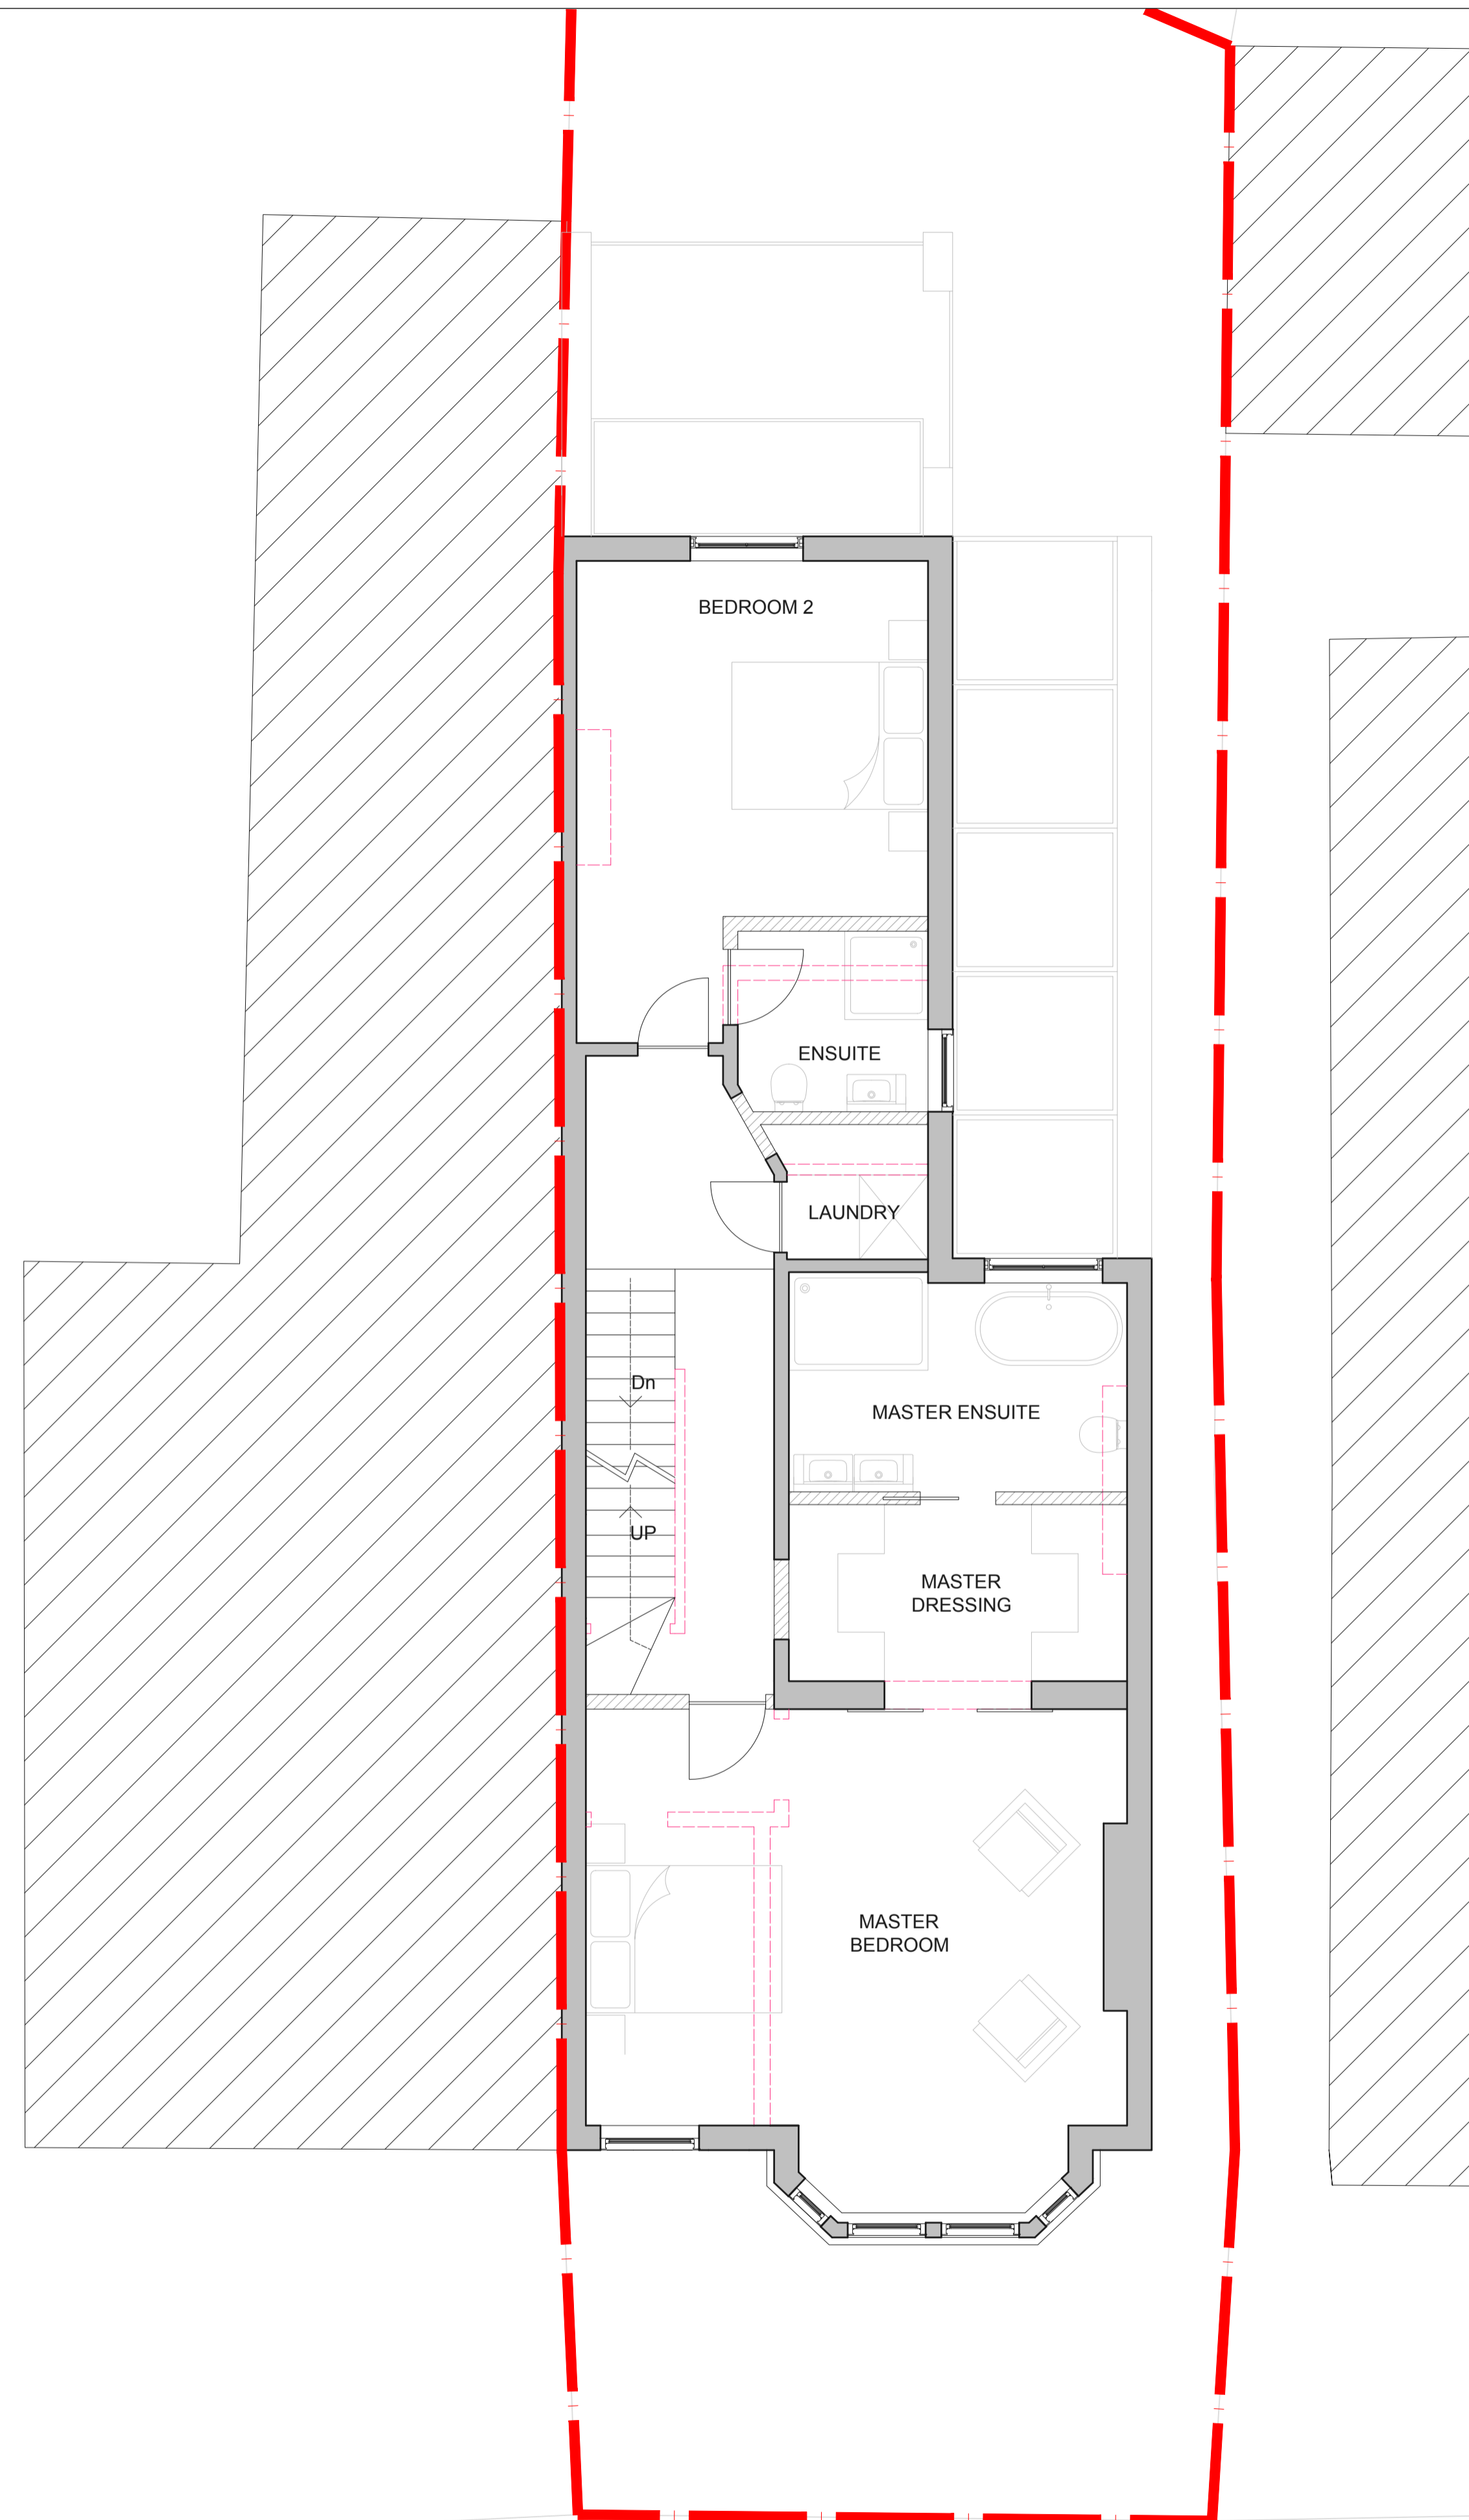 BEDROOM 2
ENSUITE
LAUNDRY
Dn
MASTER ENSUITE
UP
MASTER
DRESSING
MASTER
BEDROOM